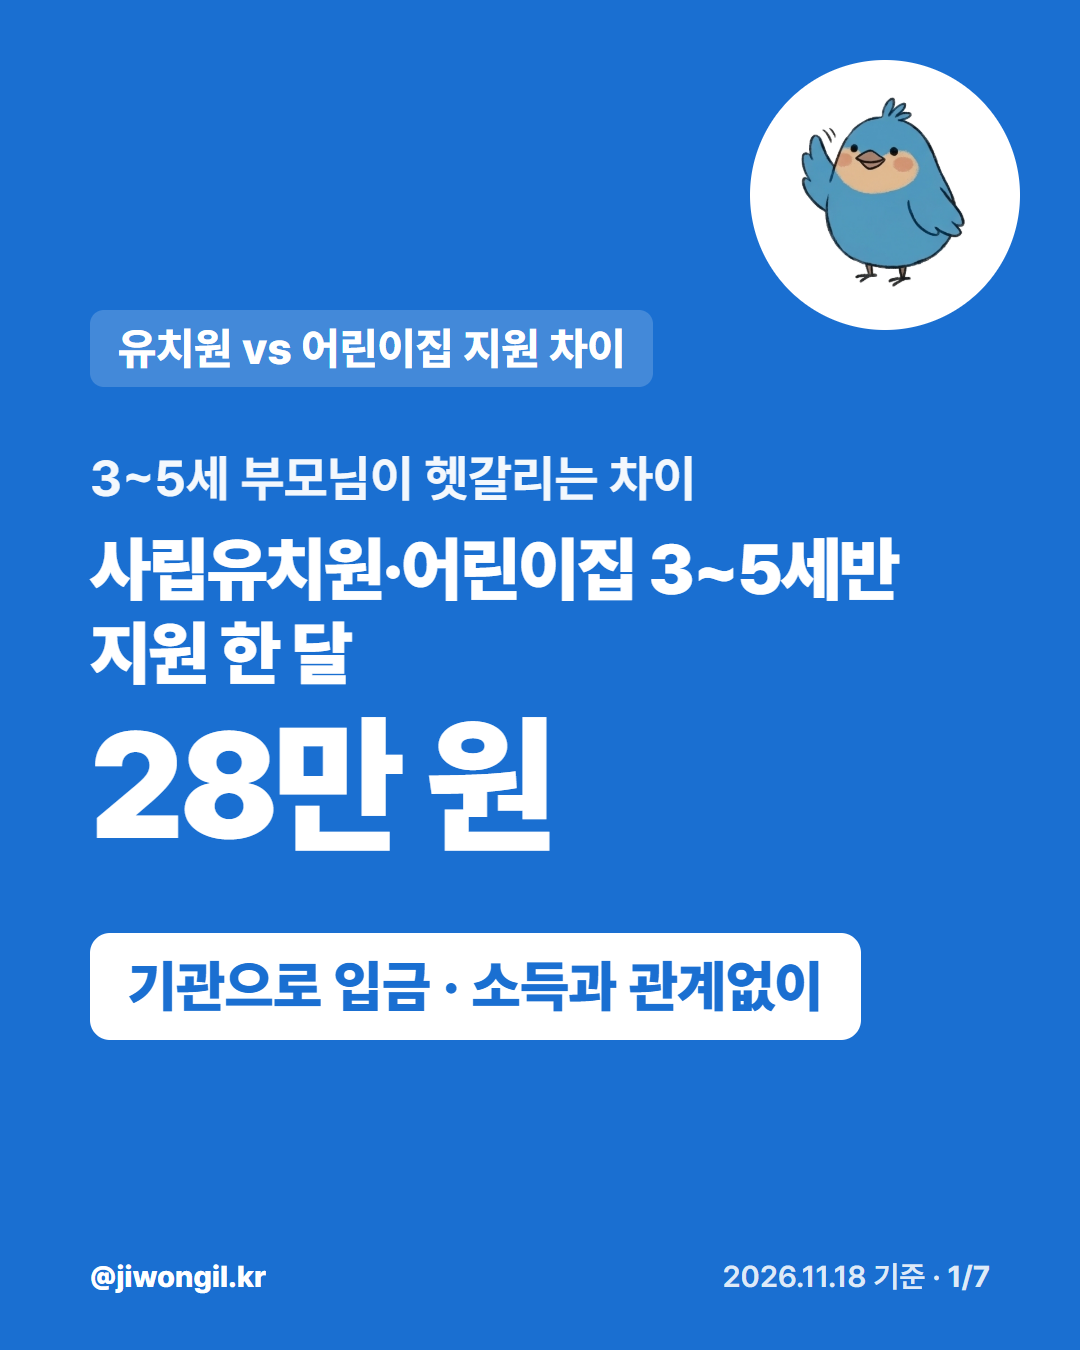 유치원 vs 어린이집 지원 차이
3~5세 부모님이 헷갈리는 차이
사립유치원·어린이집 3~5세반
지원 한 달
28만 원
기관으로 입금 · 소득과 관계없이
@jiwongil.kr
2026.11.18 기준 · 1/7